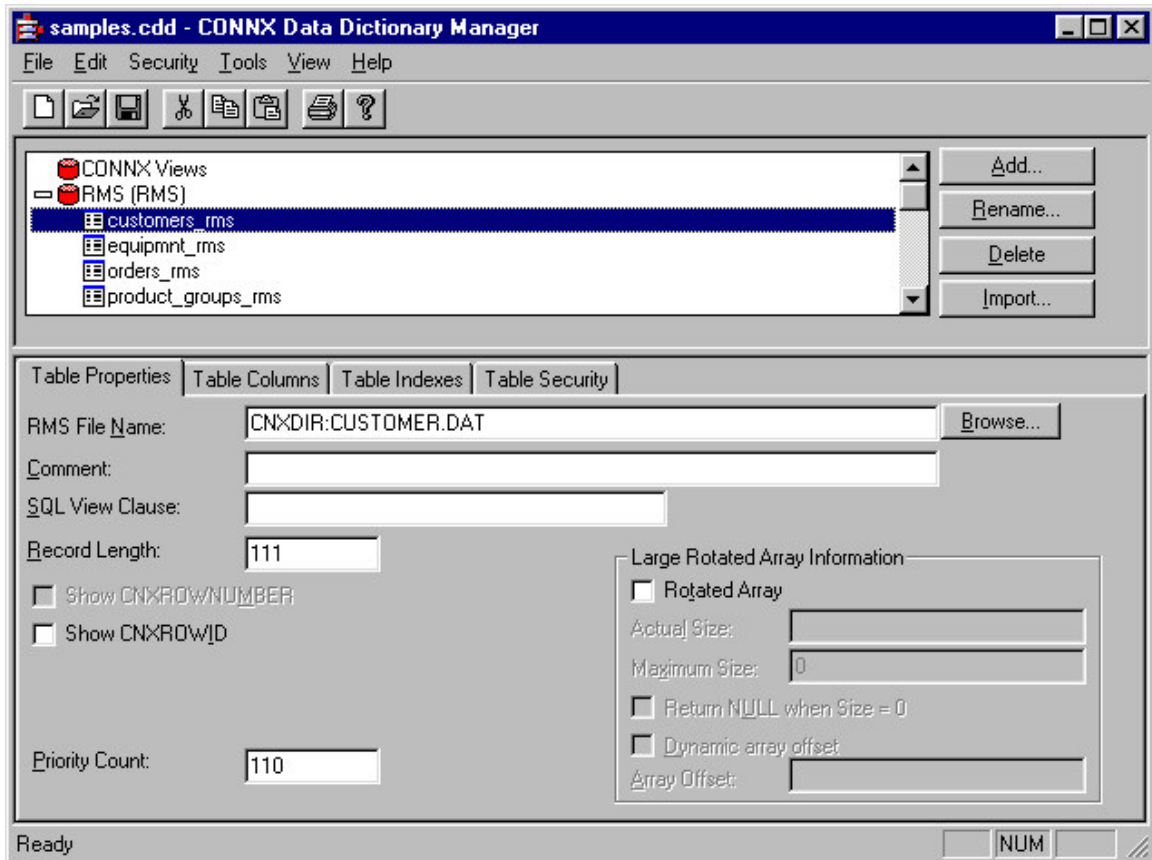 samples.cdd - CONNX Data Dictionary Manager
File Edit Security Tools View Help
CONNX Views
RMS (RMS)
customers_rms
equipmnt_rms
orders_rms
product_groups_rms
Add...
Rename...
Delete
Import...
Table Properties Table Columns Table Indexes Table Security
RMS File Name: CNXDIR:CUSTOMER.DAT Browse...
Comment:
SQL View Clause:
Record Length: 111
Show CNXROWNUMBER
Show CNXROWID
Priority Count: 110
Large Rotated Array Information
Rotated Array
Actual Size:
Maximum Size: 0
Return NULL when Size = 0
Dynamic array offset
Array Offset:
Ready NUM